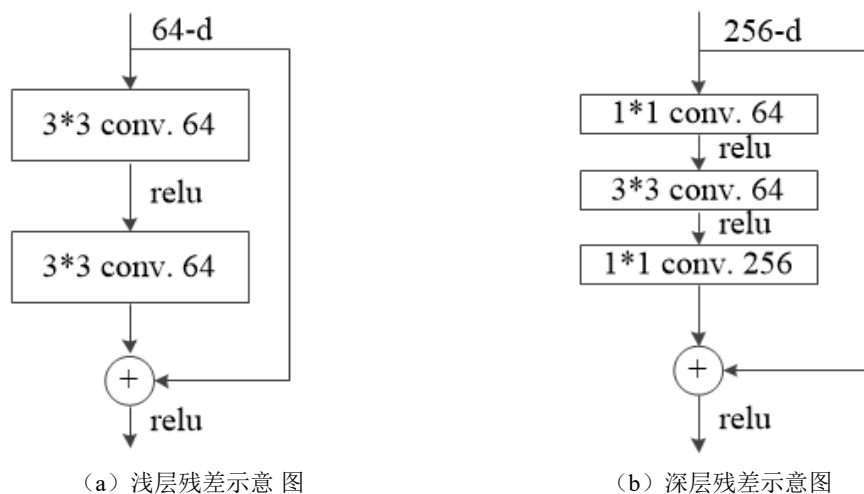 64-d
3*3 conv. 64
relu
3*3 conv. 64
+
relu
（a）浅层残差示意 图
256-d
1*1 conv. 64
relu
3*3 conv. 64
relu
1*1 conv. 256
+
relu
（b）深层残差示意图